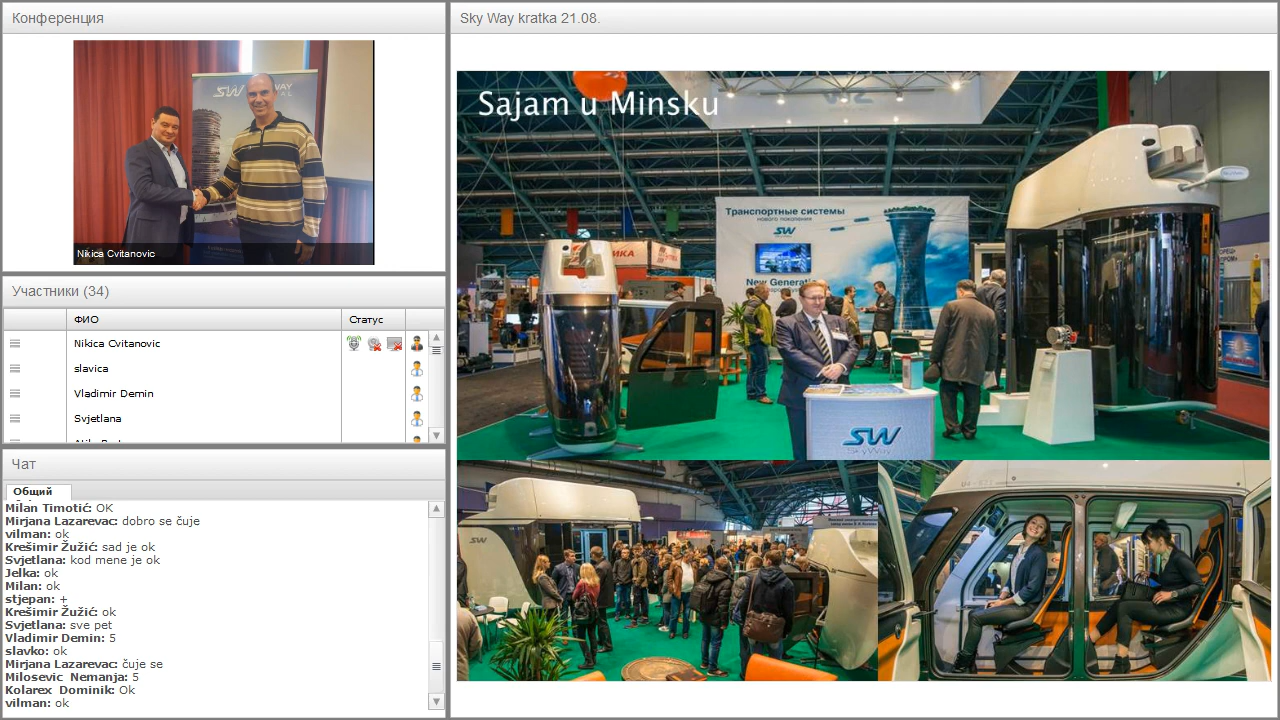 Конференция
SW WAY
Nikica Cvitanovic
Участники (34)
ФИО Статус
Nikica Cvitanovic
slavica
Vladimir Demin
Svjetlana
Чат
Общий
Milan Timotić: OK
Mirjana Lazarevac: dobro se čuje
vilman: ok
Krešimir Žužić: sad je ok
Svjetlana: kod mene je ok
Jelka: ok
Milan: ok
stjepan: +
Krešimir Žužić: ok
Svjetlana: sve pet
Vladimir Demin: 5
slavko: ok
Mirjana Lazarevac: čuje se
Milosevic Nemanja: 5
Kolarex Dominik: Ok
vilman: ok
Sky Way kratka 21.08.
Sajam u Minsku
Транспортные системы
нового поколения
SW
New Generation
SW
SkyWay
SW